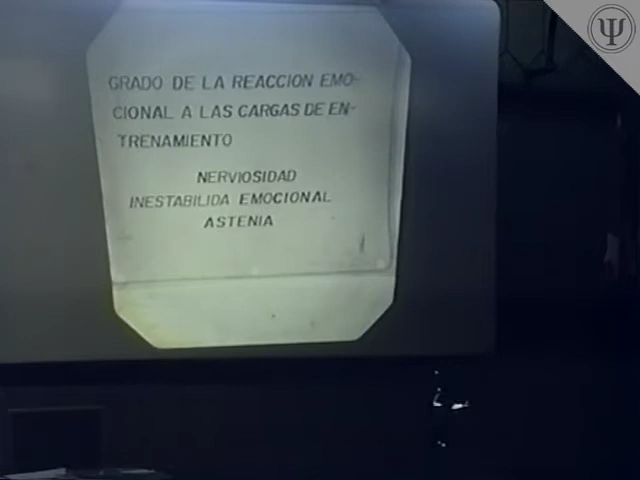 GRADO DE LA REACCION EMO-
CIONAL A LAS CARGAS DE EN-
TRENAMIENTO
NERVIOSIDAD
INESTABILIDA EMOCIONAL
ASTENIA